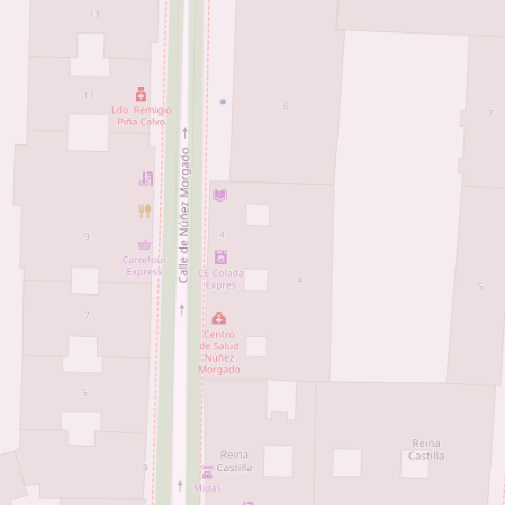 13
11
Ldo. Remigio
Piña Calvo
6
7
Calle de Núñez Morgado
9
4
Carrefour
Express
CE Colada
Expres
4
5
7
Centro
de Salud
Núñez
Morgado
5
3
Reina
Castilla
Reina
Castilla
Midas